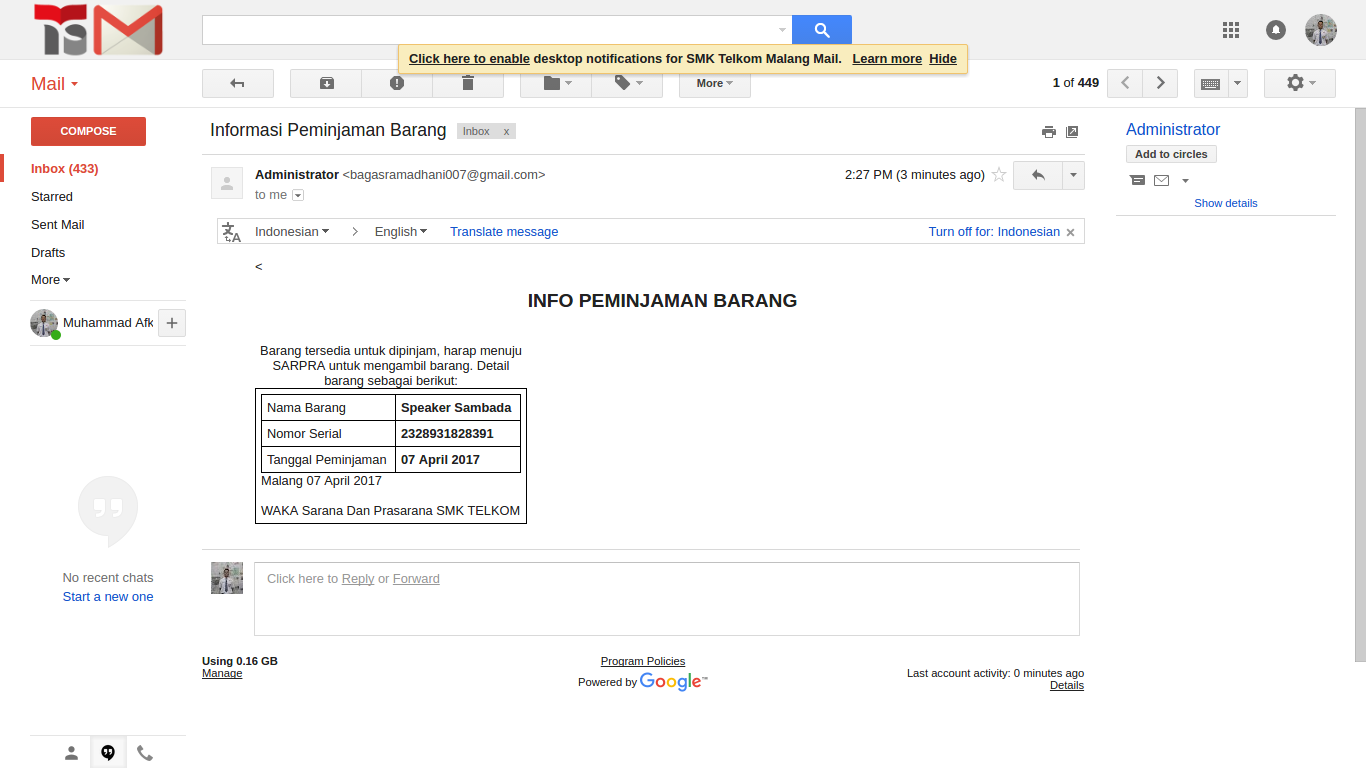 Click here to enable desktop notifications for SMK Telkom Malang Mail. Learn more Hide
Mail
More
1 of 449
COMPOSE
Inbox (433)
Starred
Sent Mail
Drafts
More
Muhammad Afk
No recent chats
Start a new one
Informasi Peminjaman Barang Inbox x
Administrator <bagasramadhani007@gmail.com> 2:27 PM (3 minutes ago)
to me
Indonesian > English Translate message Turn off for: Indonesian ×
<
INFO PEMINJAMAN BARANG
Barang tersedia untuk dipinjam, harap menuju
SARPRA untuk mengambil barang. Detail
barang sebagai berikut:
Nama Barang Speaker Sambada
Nomor Serial 2328931828391
Tanggal Peminjaman 07 April 2017
Malang 07 April 2017
WAKA Sarana Dan Prasarana SMK TELKOM
Click here to Reply or Forward
Using 0.16 GB
Manage
Program Policies
Powered by Google™
Last account activity: 0 minutes ago
Details
Administrator
Add to circles
Show details